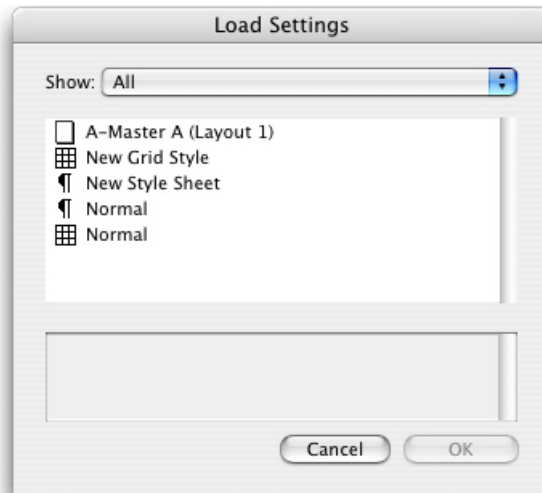 Load Settings
Show: All
A-Master A (Layout 1)
New Grid Style
¶ New Style Sheet
¶ Normal
Normal
Cancel OK